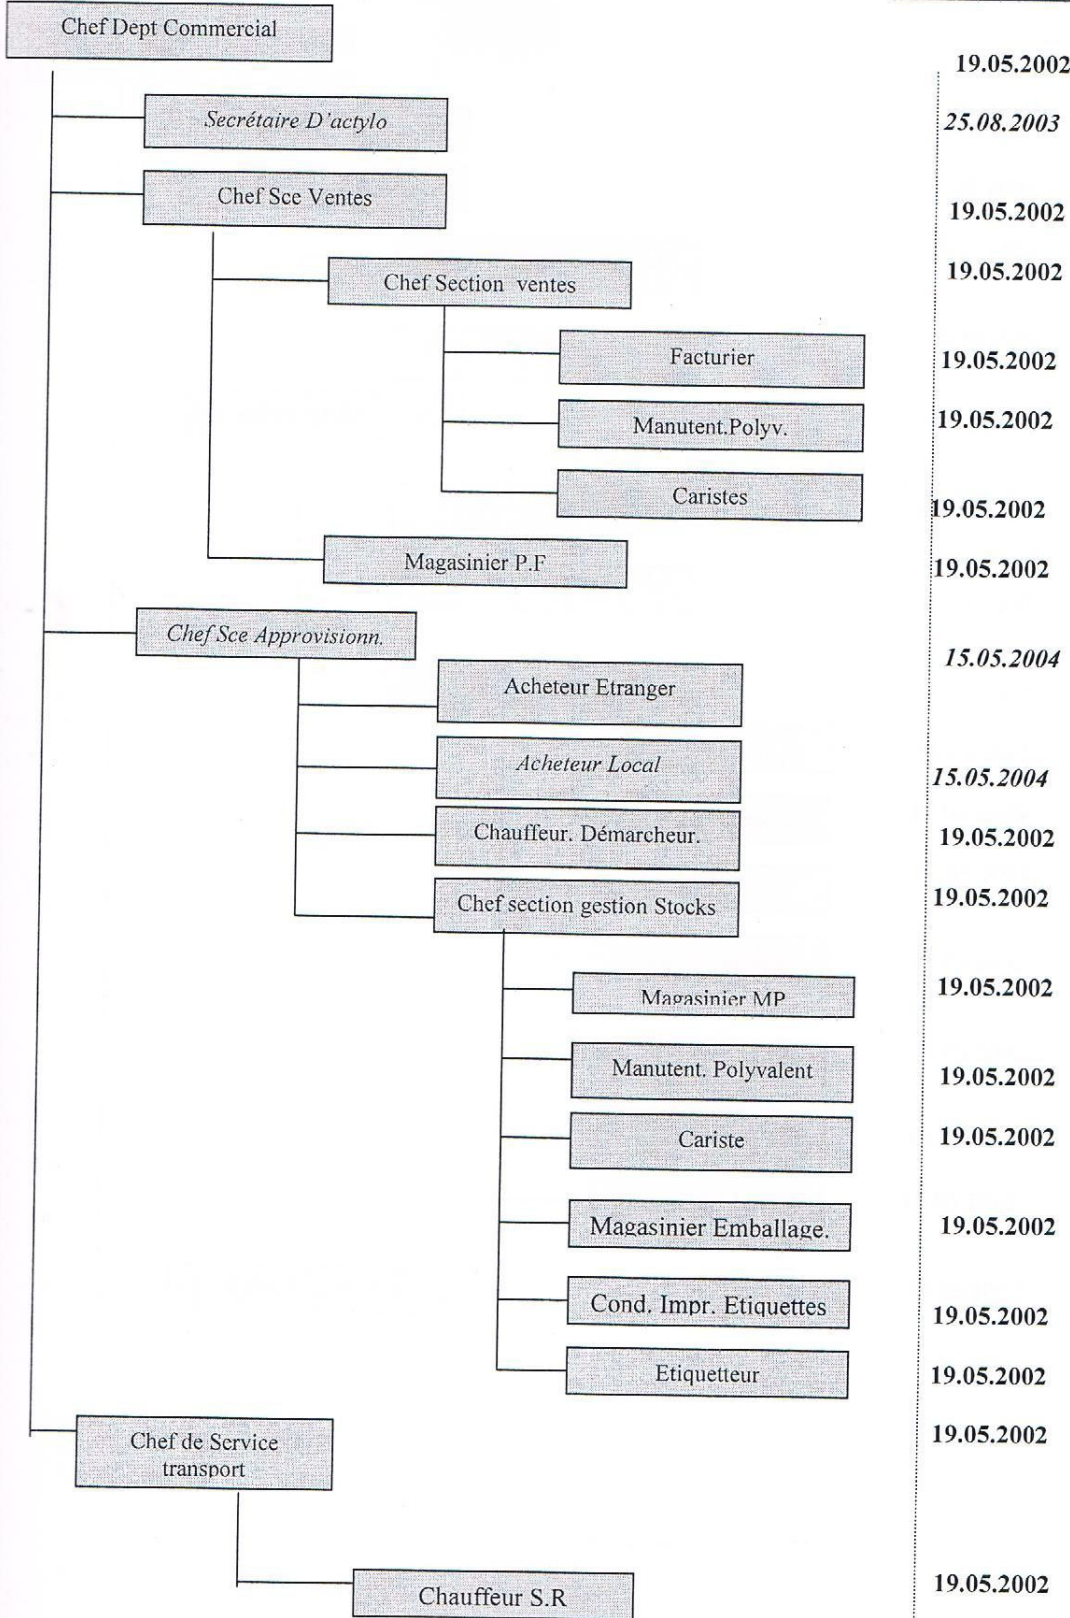 Chef Dept Commercial
19.05.2002
Secrétaire D'actylo
25.08.2003
Chef Sce Ventes
19.05.2002
Chef Section ventes
19.05.2002
Facturier
19.05.2002
Manutent.Polyv.
19.05.2002
Caristes
19.05.2002
Magasinier P.F
19.05.2002
Chef Sce Approvisionn.
15.05.2004
Acheteur Etranger
Acheteur Local
15.05.2004
Chauffeur. Démarcheur.
19.05.2002
Chef section gestion Stocks
19.05.2002
Magasinier MP
19.05.2002
Manutent. Polyvalent
19.05.2002
Cariste
19.05.2002
Magasinier Emballage.
19.05.2002
Cond. Impr. Etiquettes
19.05.2002
Etiquetteur
19.05.2002
Chef de Service
transport
19.05.2002
Chauffeur S.R
19.05.2002